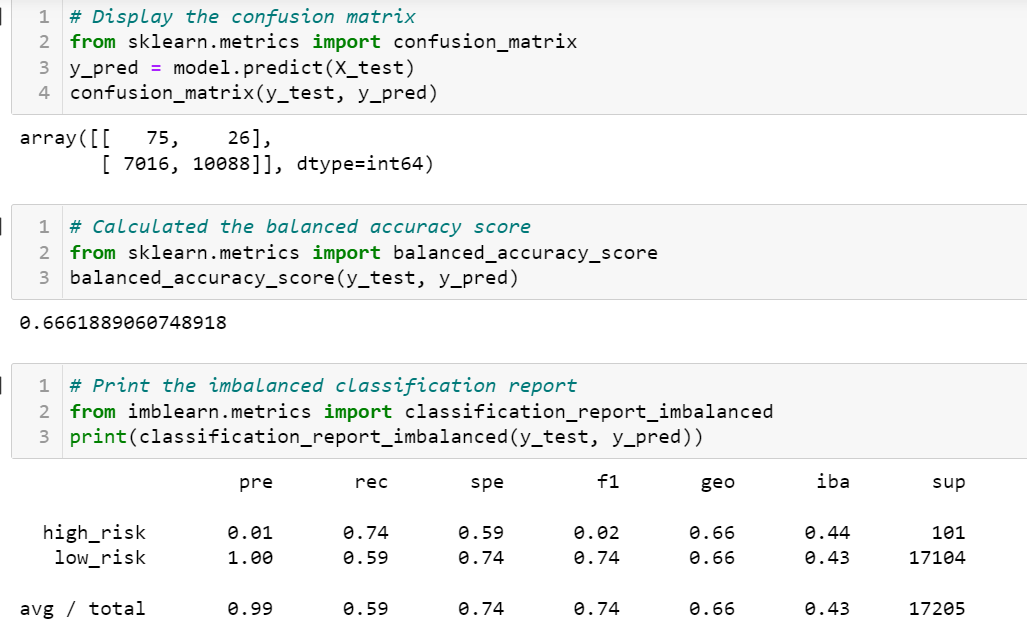 1 # Display the confusion matrix
2 from sklearn.metrics import confusion_matrix
3 y_pred = model.predict(X_test)
4 confusion_matrix(y_test, y_pred)
array([[   75,    26],
       [ 7016, 10088]], dtype=int64)
1 # Calculated the balanced accuracy score
2 from sklearn.metrics import balanced_accuracy_score
3 balanced_accuracy_score(y_test, y_pred)
0.6661889060748918
1 # Print the imbalanced classification report
2 from imblearn.metrics import classification_report_imbalanced
3 print(classification_report_imbalanced(y_test, y_pred))
pre rec spe f1 geo iba sup
high_risk 0.01 0.74 0.59 0.02 0.66 0.44 101
low_risk 1.00 0.59 0.74 0.74 0.66 0.43 17104
avg / total 0.99 0.59 0.74 0.74 0.66 0.43 17205